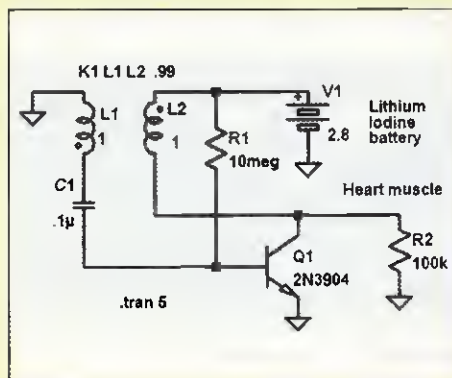 K1 L1 L2 .99
V1
L1
L2
+
Lithium
Iodine
battery
1
1
R1
10meg
2.8
C1
.1µ
Heart muscle
Q1
2N3904
R2
100k
.tran 5